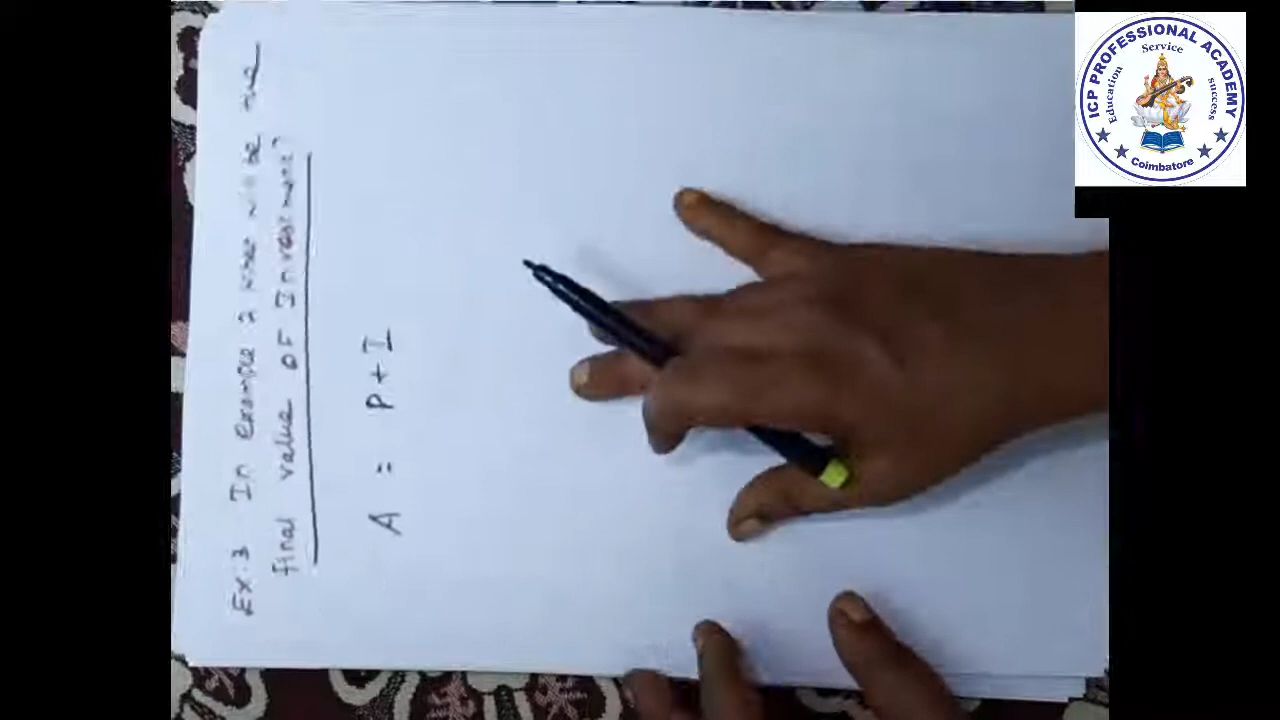 Ex:3 In example 2 what will be the
final value of Investment?
A = P+I
ICP PROFESSIONAL ACADEMY
Service
Education
success
Coimbatore